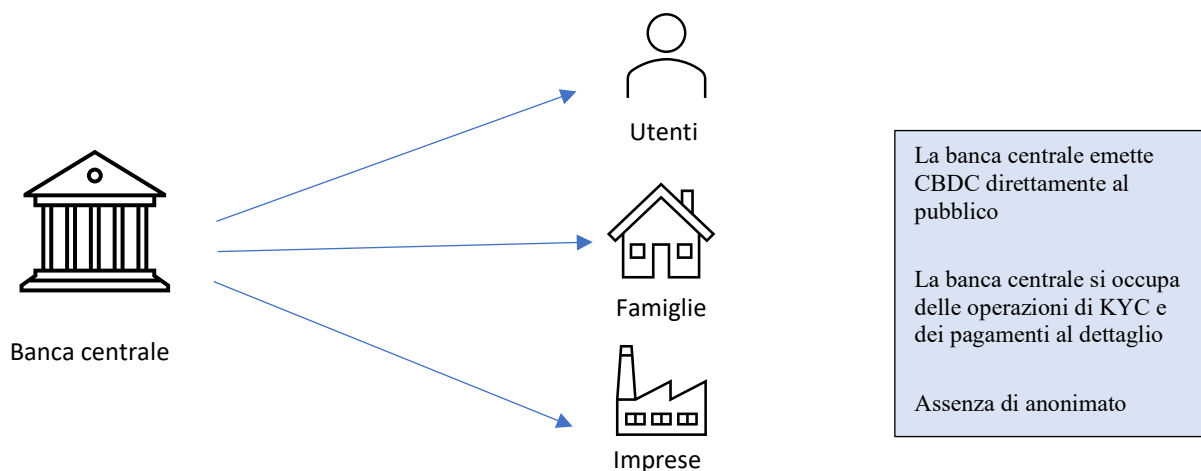 Utenti
Famiglie
Banca centrale
Imprese
La banca centrale emette
CBDC direttamente al
pubblico
La banca centrale si occupa
delle operazioni di KYC e
dei pagamenti al dettaglio
Assenza di anonimato